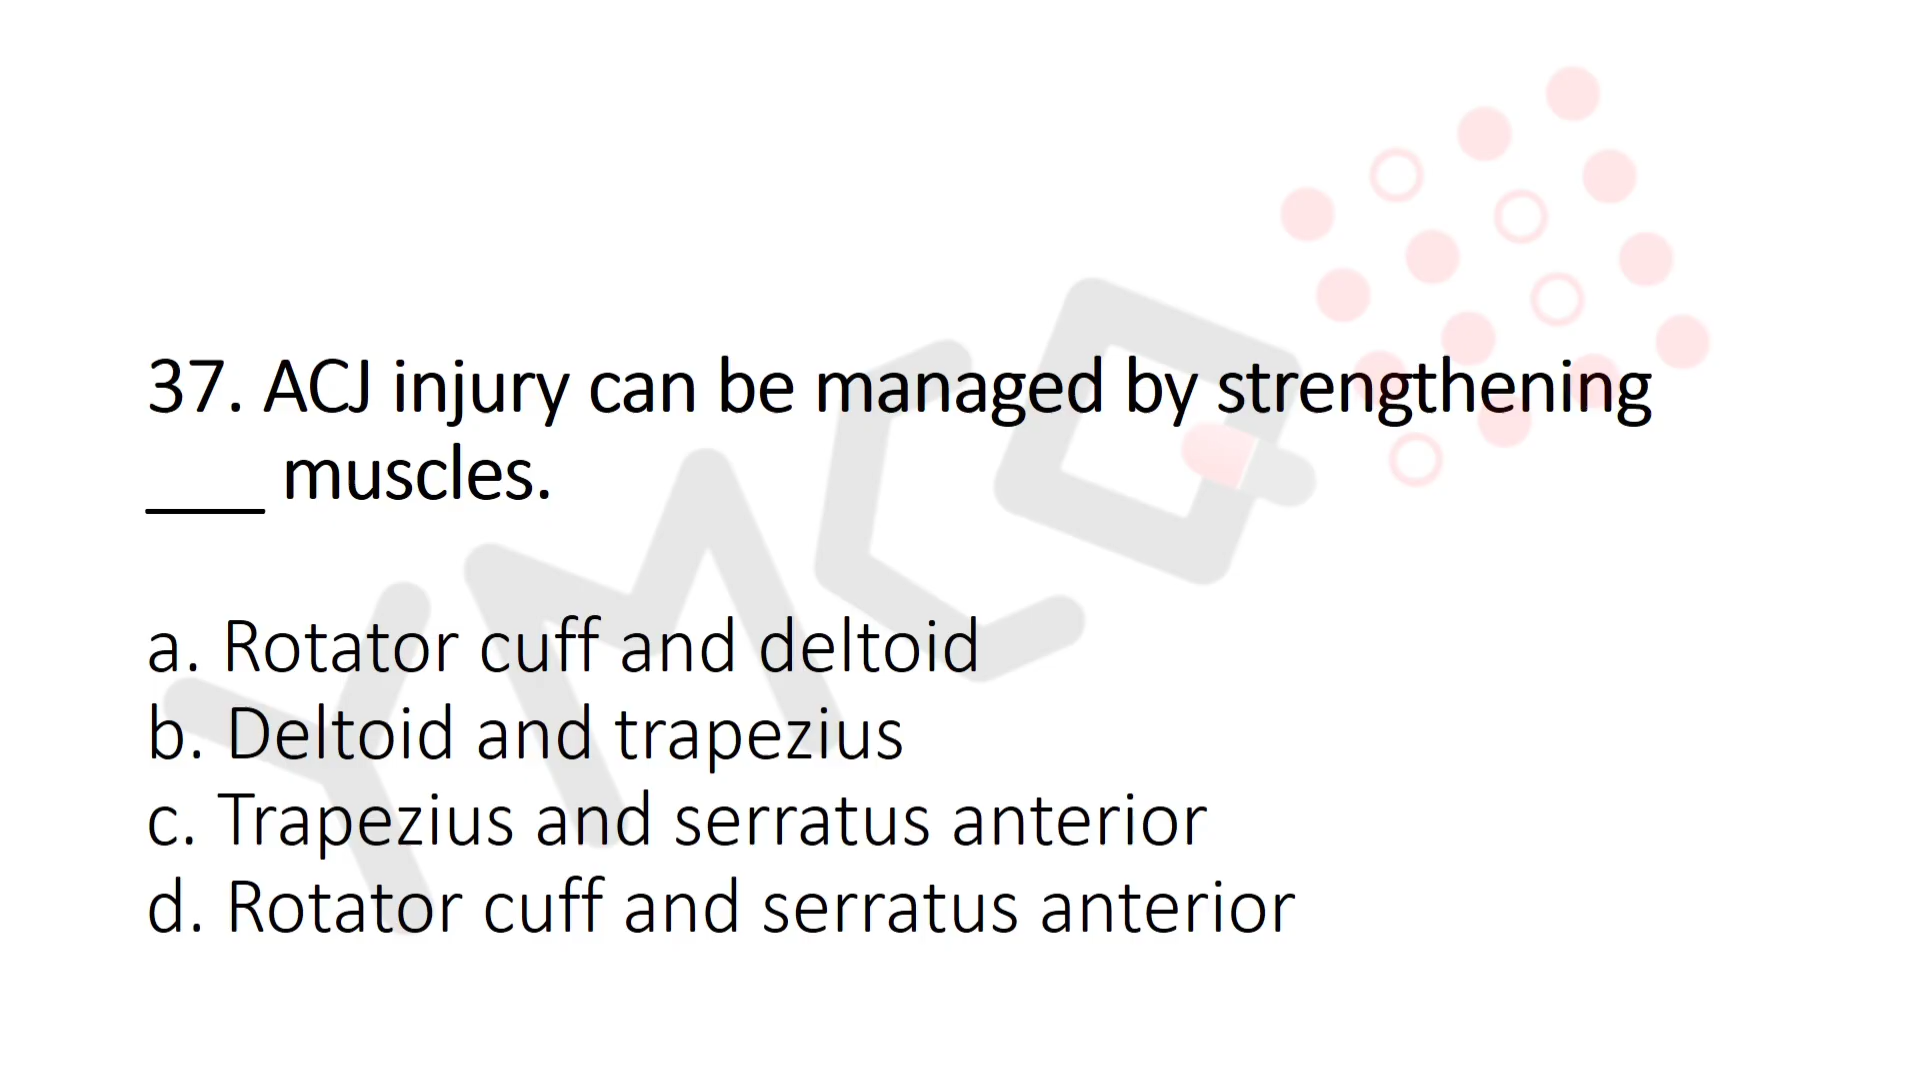 37. ACJ injury can be managed by strengthening
___ muscles.
a. Rotator cuff and deltoid
b. Deltoid and trapezius
c. Trapezius and serratus anterior
d. Rotator cuff and serratus anterior
YMCQ